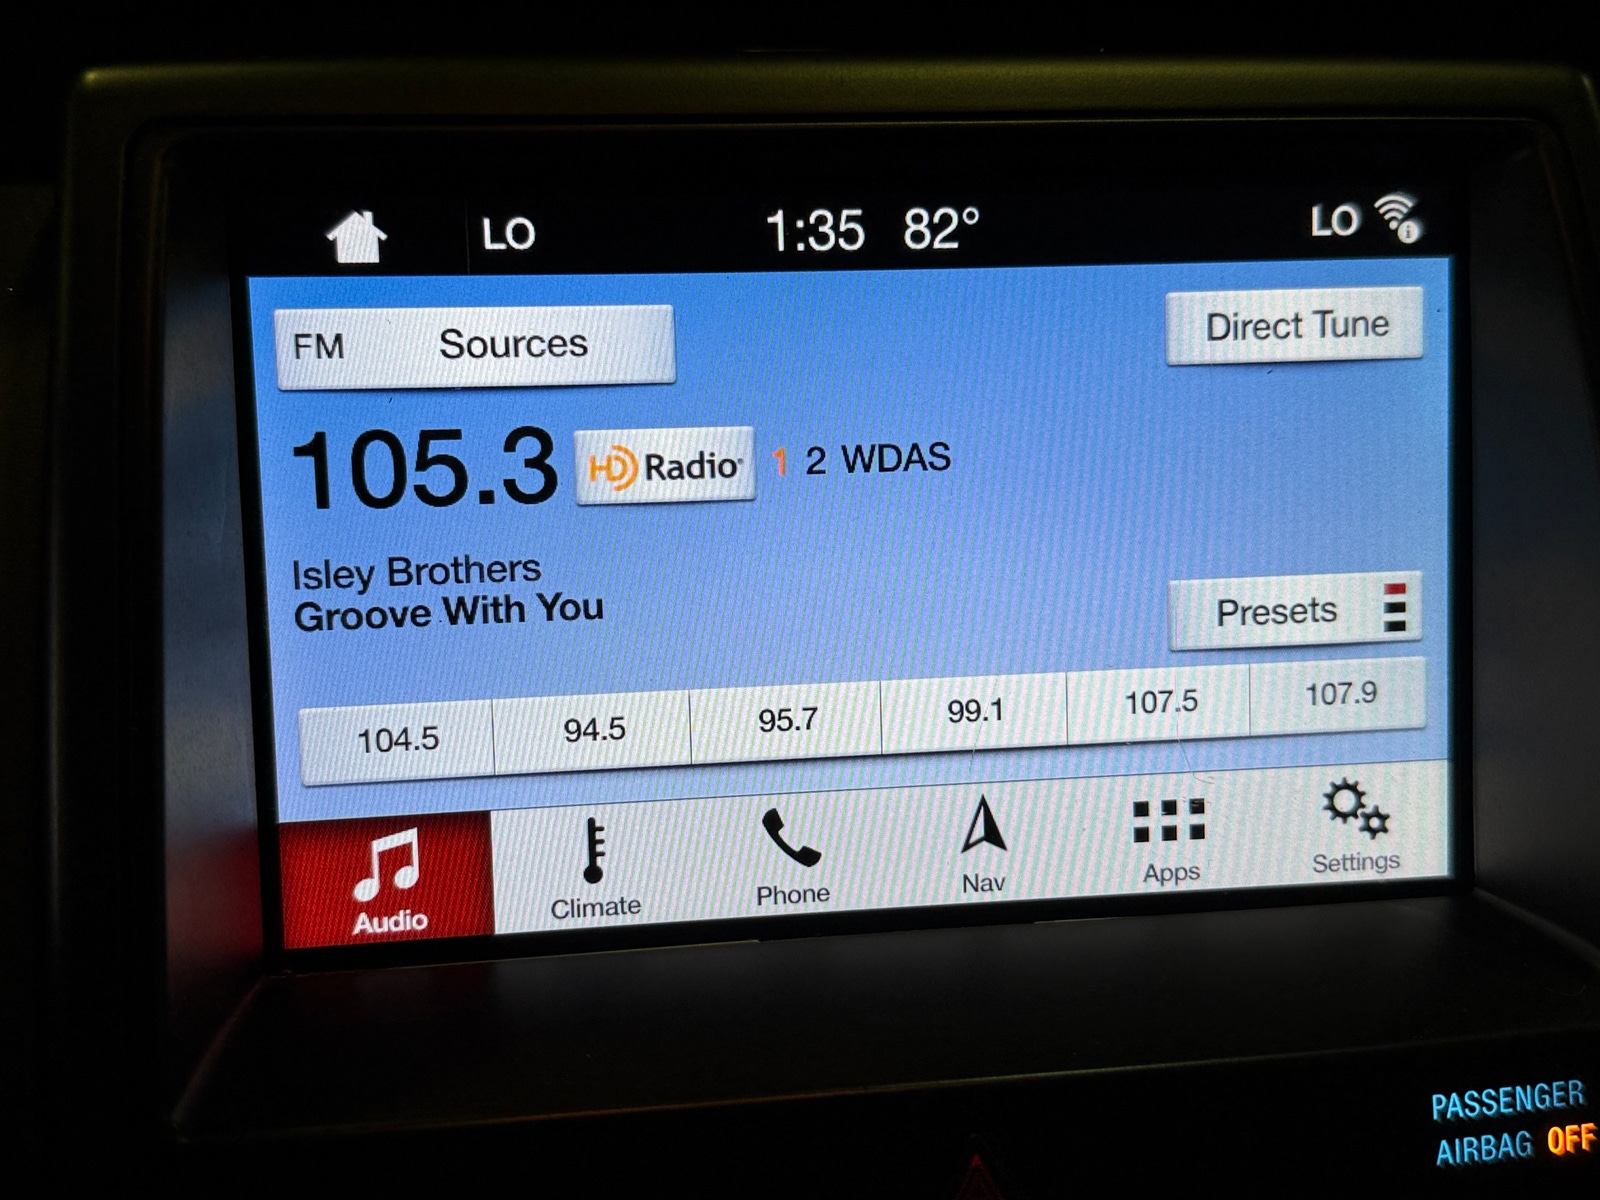 LO 1:35 82° LO
FM Sources
Direct Tune
105.3 HD Radio 1 2 WDAS
Isley Brothers
Groove With You
Presets
104.5 94.5 95.7 99.1 107.5 107.9
Audio Climate Phone Nav Apps Settings
PASSENGER
AIRBAG OFF